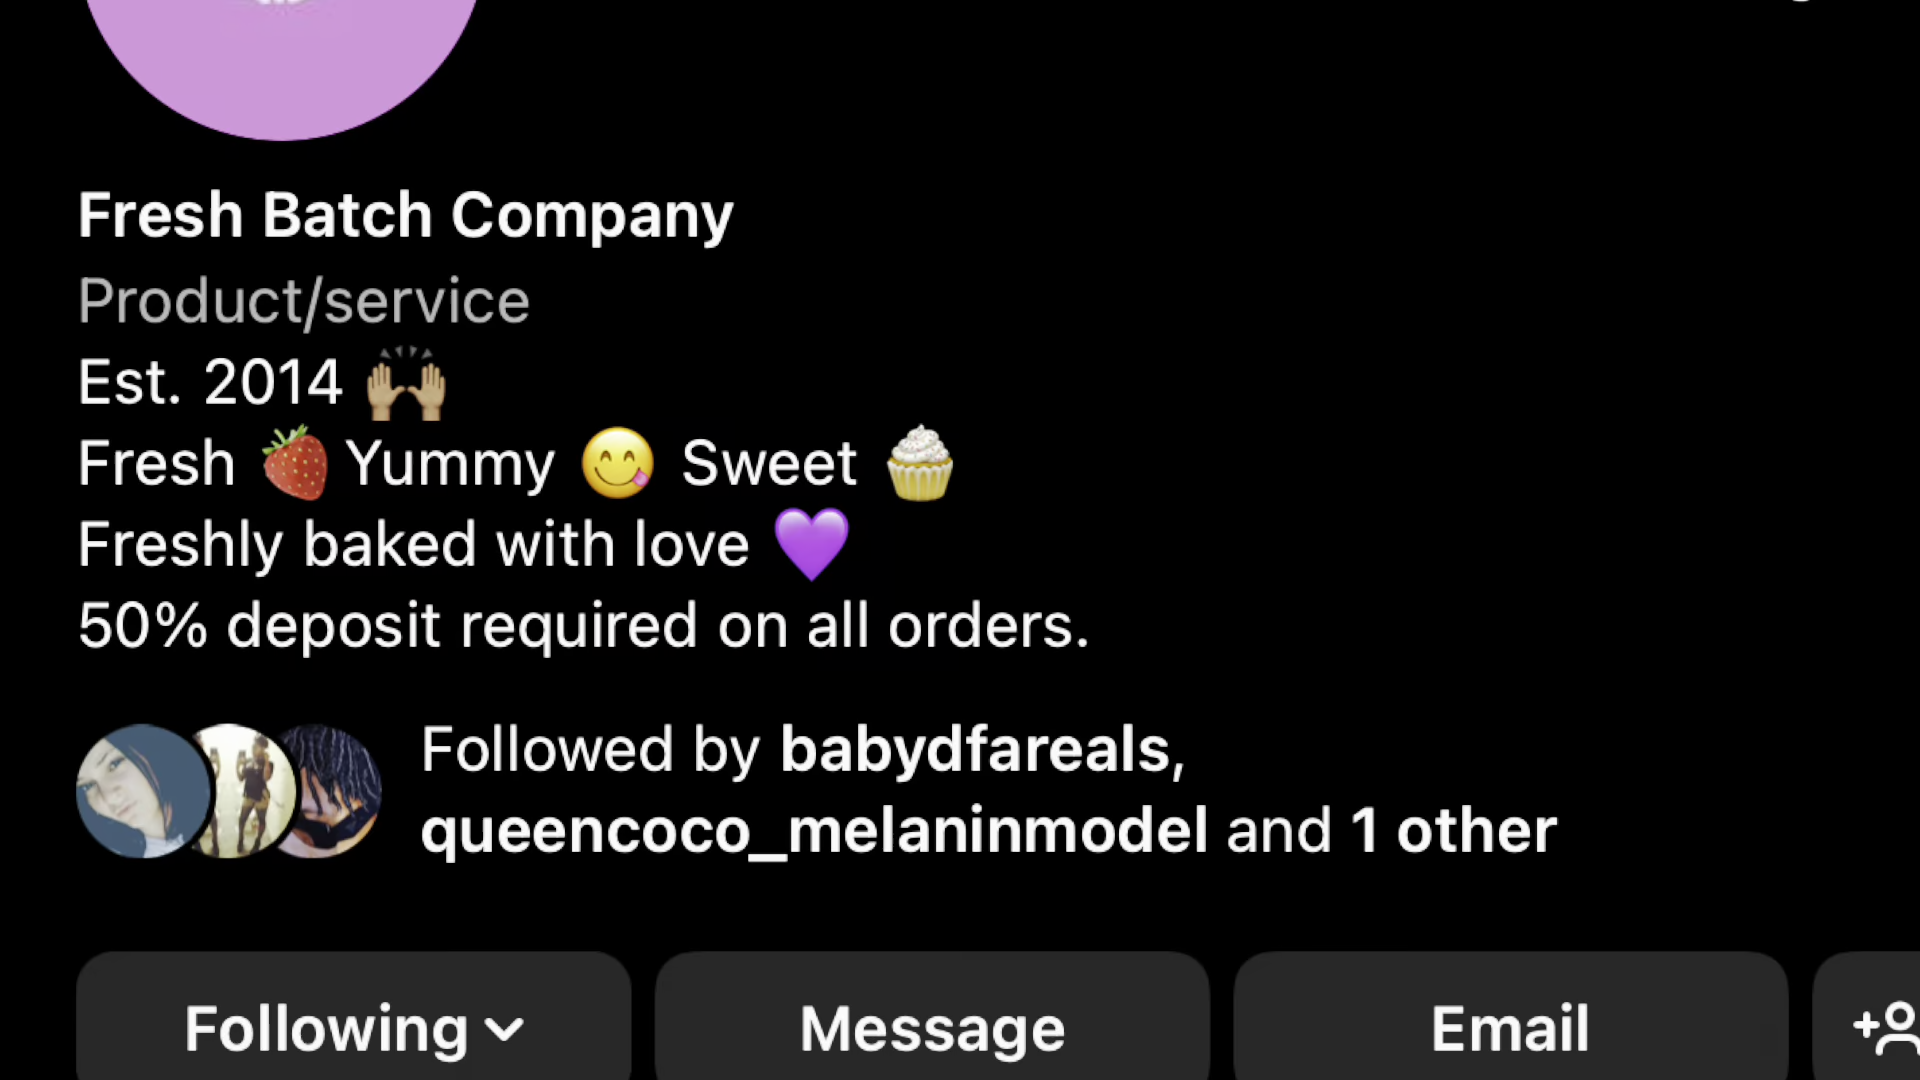 Fresh Batch Company
Product/service
Est. 2014 🙌🏽
Fresh 🍓 Yummy 😋 Sweet 🧁
Freshly baked with love 💜
50% deposit required on all orders.
Followed by babydfareals,
queencoco_melaninmodel and 1 other
Following
Message
Email